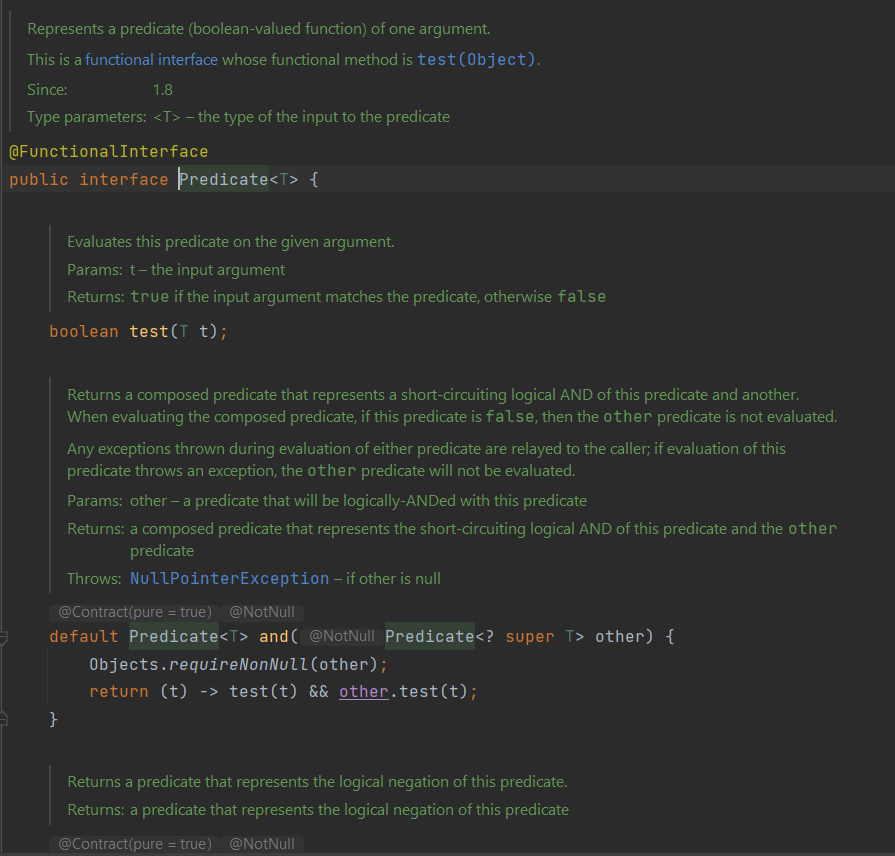 Represents a predicate (boolean-valued function) of one argument.
This is a functional interface whose functional method is test(Object).
Since: 1.8
Type parameters: <T> – the type of the input to the predicate
@FunctionalInterface
public interface Predicate<T> {
Evaluates this predicate on the given argument.
Params: t – the input argument
Returns: true if the input argument matches the predicate, otherwise false
boolean test(T t);
Returns a composed predicate that represents a short-circuiting logical AND of this predicate and another.
When evaluating the composed predicate, if this predicate is false, then the other predicate is not evaluated.
Any exceptions thrown during evaluation of either predicate are relayed to the caller; if evaluation of this
predicate throws an exception, the other predicate will not be evaluated.
Params: other – a predicate that will be logically-ANDed with this predicate
Returns: a composed predicate that represents the short-circuiting logical AND of this predicate and the other
predicate
Throws: NullPointerException – if other is null
@Contract(pure = true) @NotNull
default Predicate<T> and( @NotNull Predicate<? super T> other) {
Objects.requireNonNull(other);
return (t) -> test(t) && other.test(t);
}
Returns a predicate that represents the logical negation of this predicate.
Returns: a predicate that represents the logical negation of this predicate
@Contract(pure = true) @NotNull